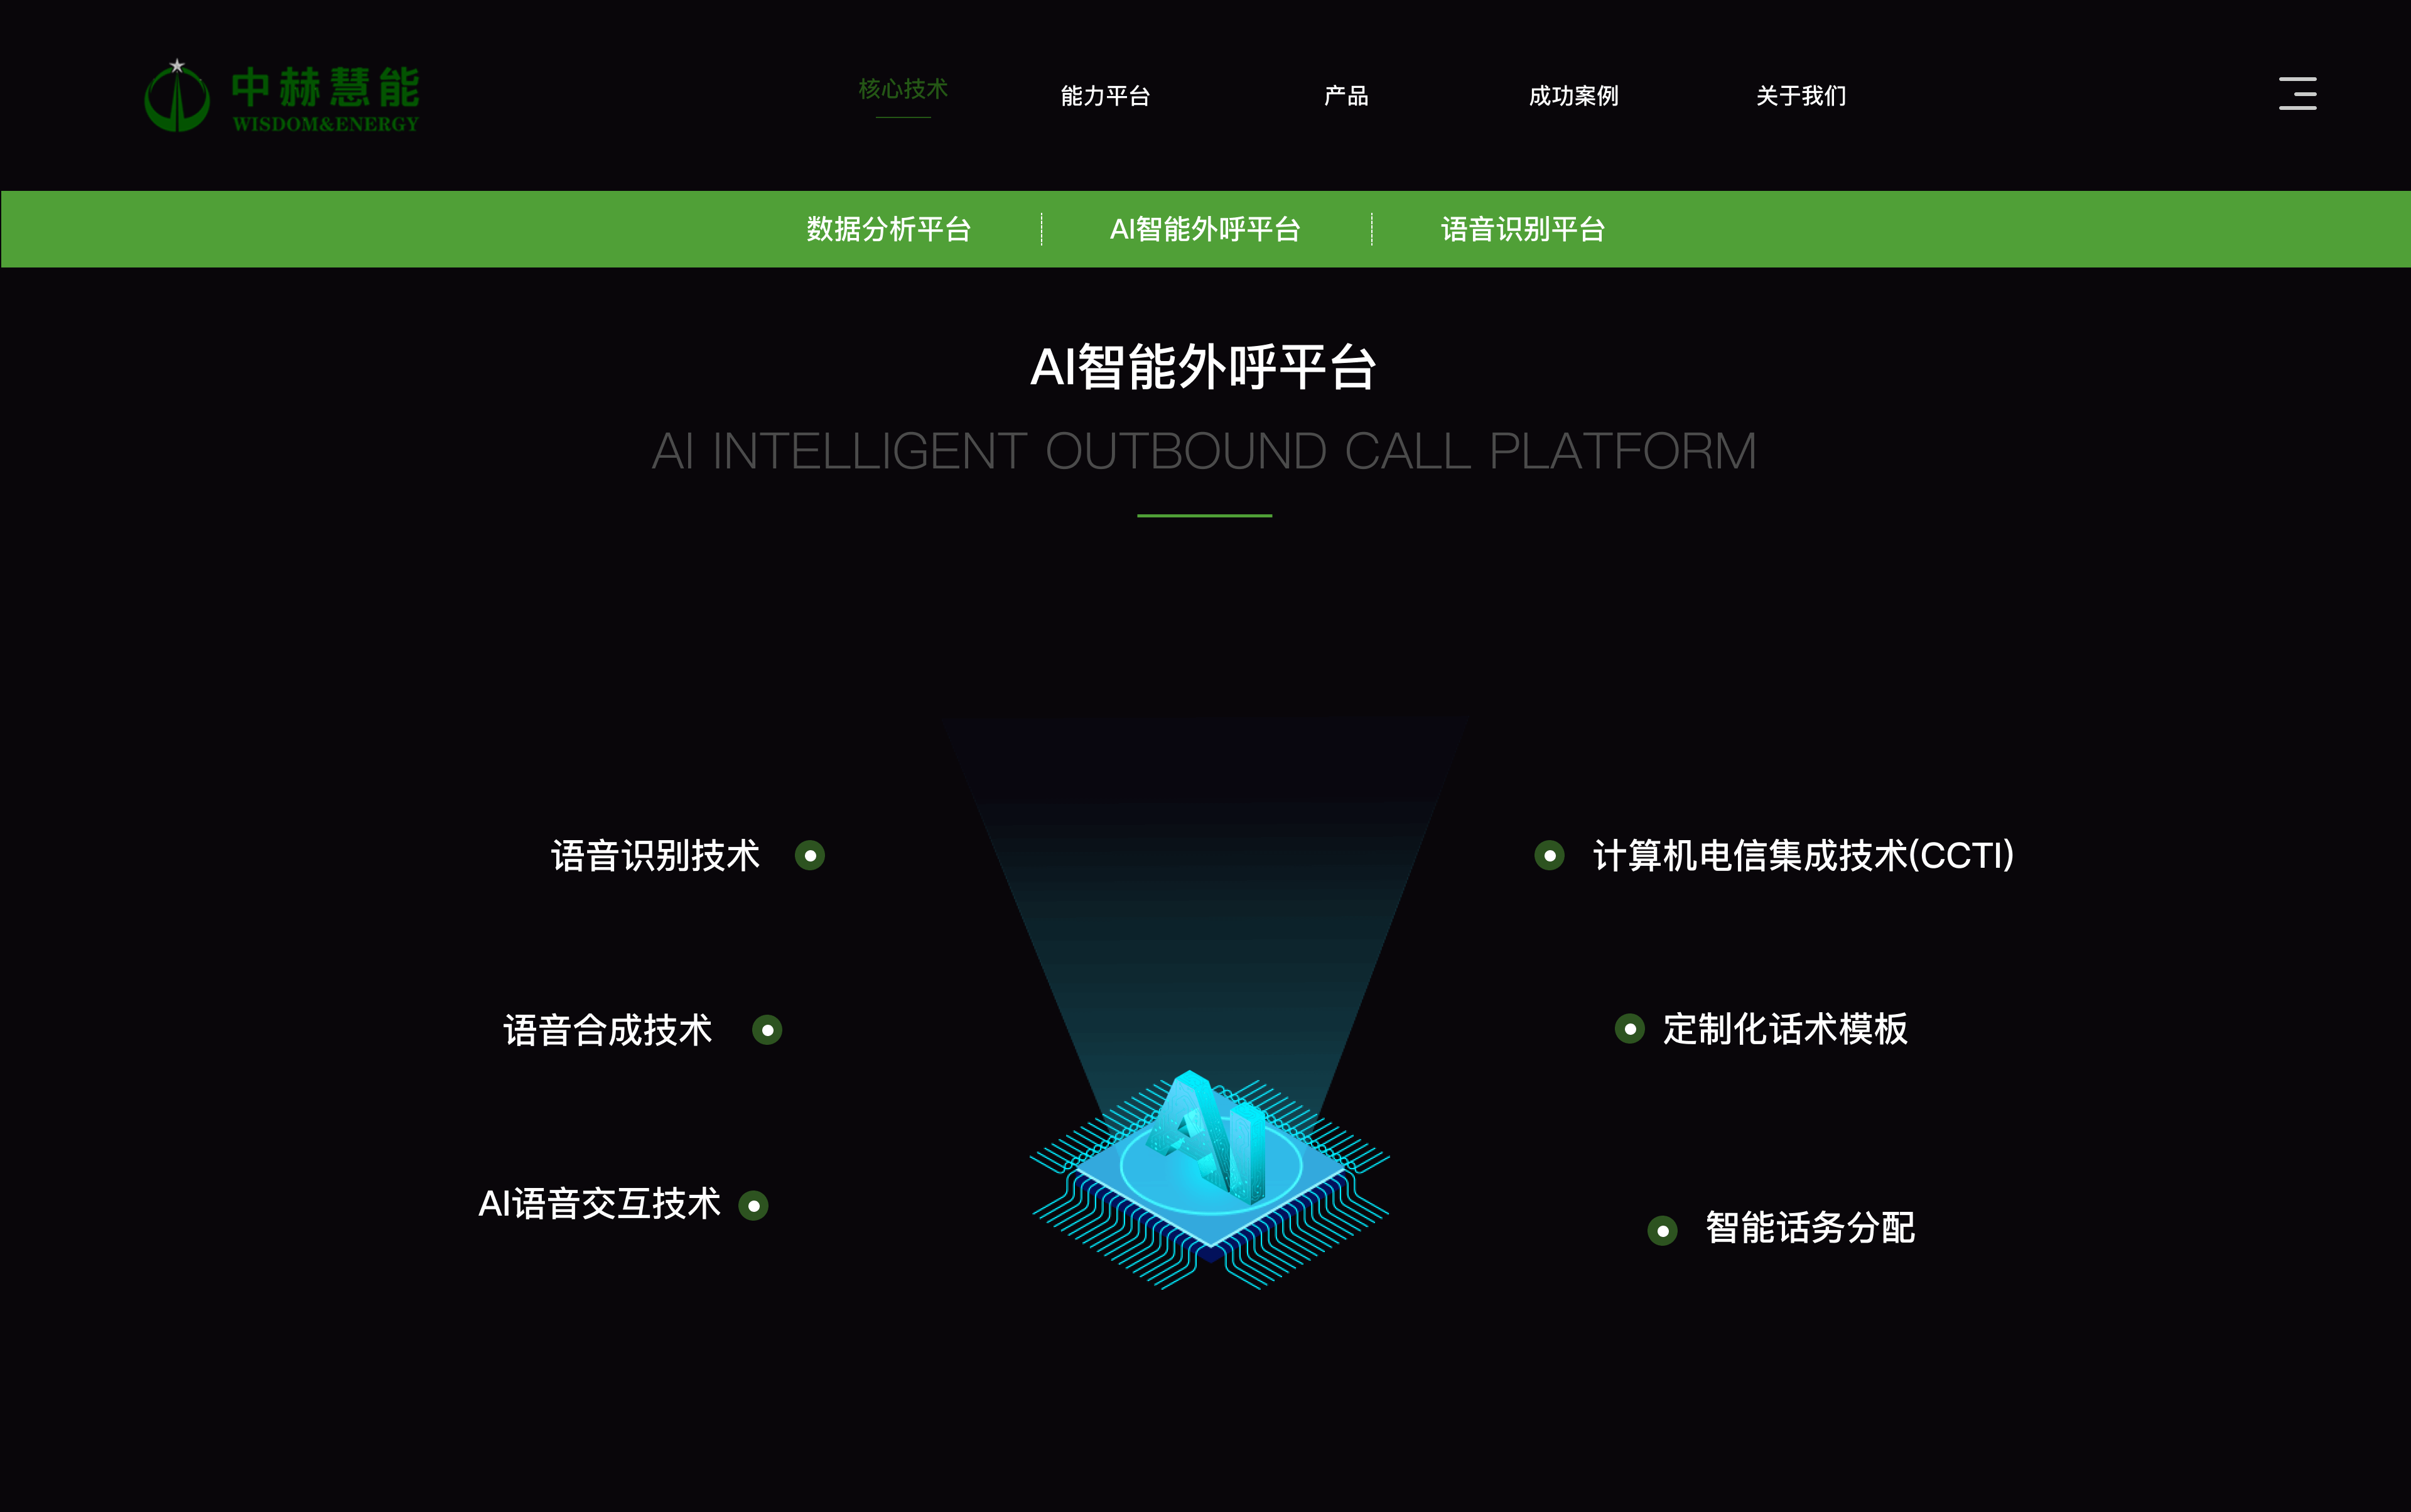 中赫慧能
WISDOM&ENERGY
核心技术
能力平台
产品
成功案例
关于我们
数据分析平台
AI智能外呼平台
语音识别平台
AI智能外呼平台
AI INTELLIGENT OUTBOUND CALL PLATFORM
语音识别技术
计算机电信集成技术(CCTI)
语音合成技术
定制化话术模板
AI语音交互技术
智能话务分配
AI